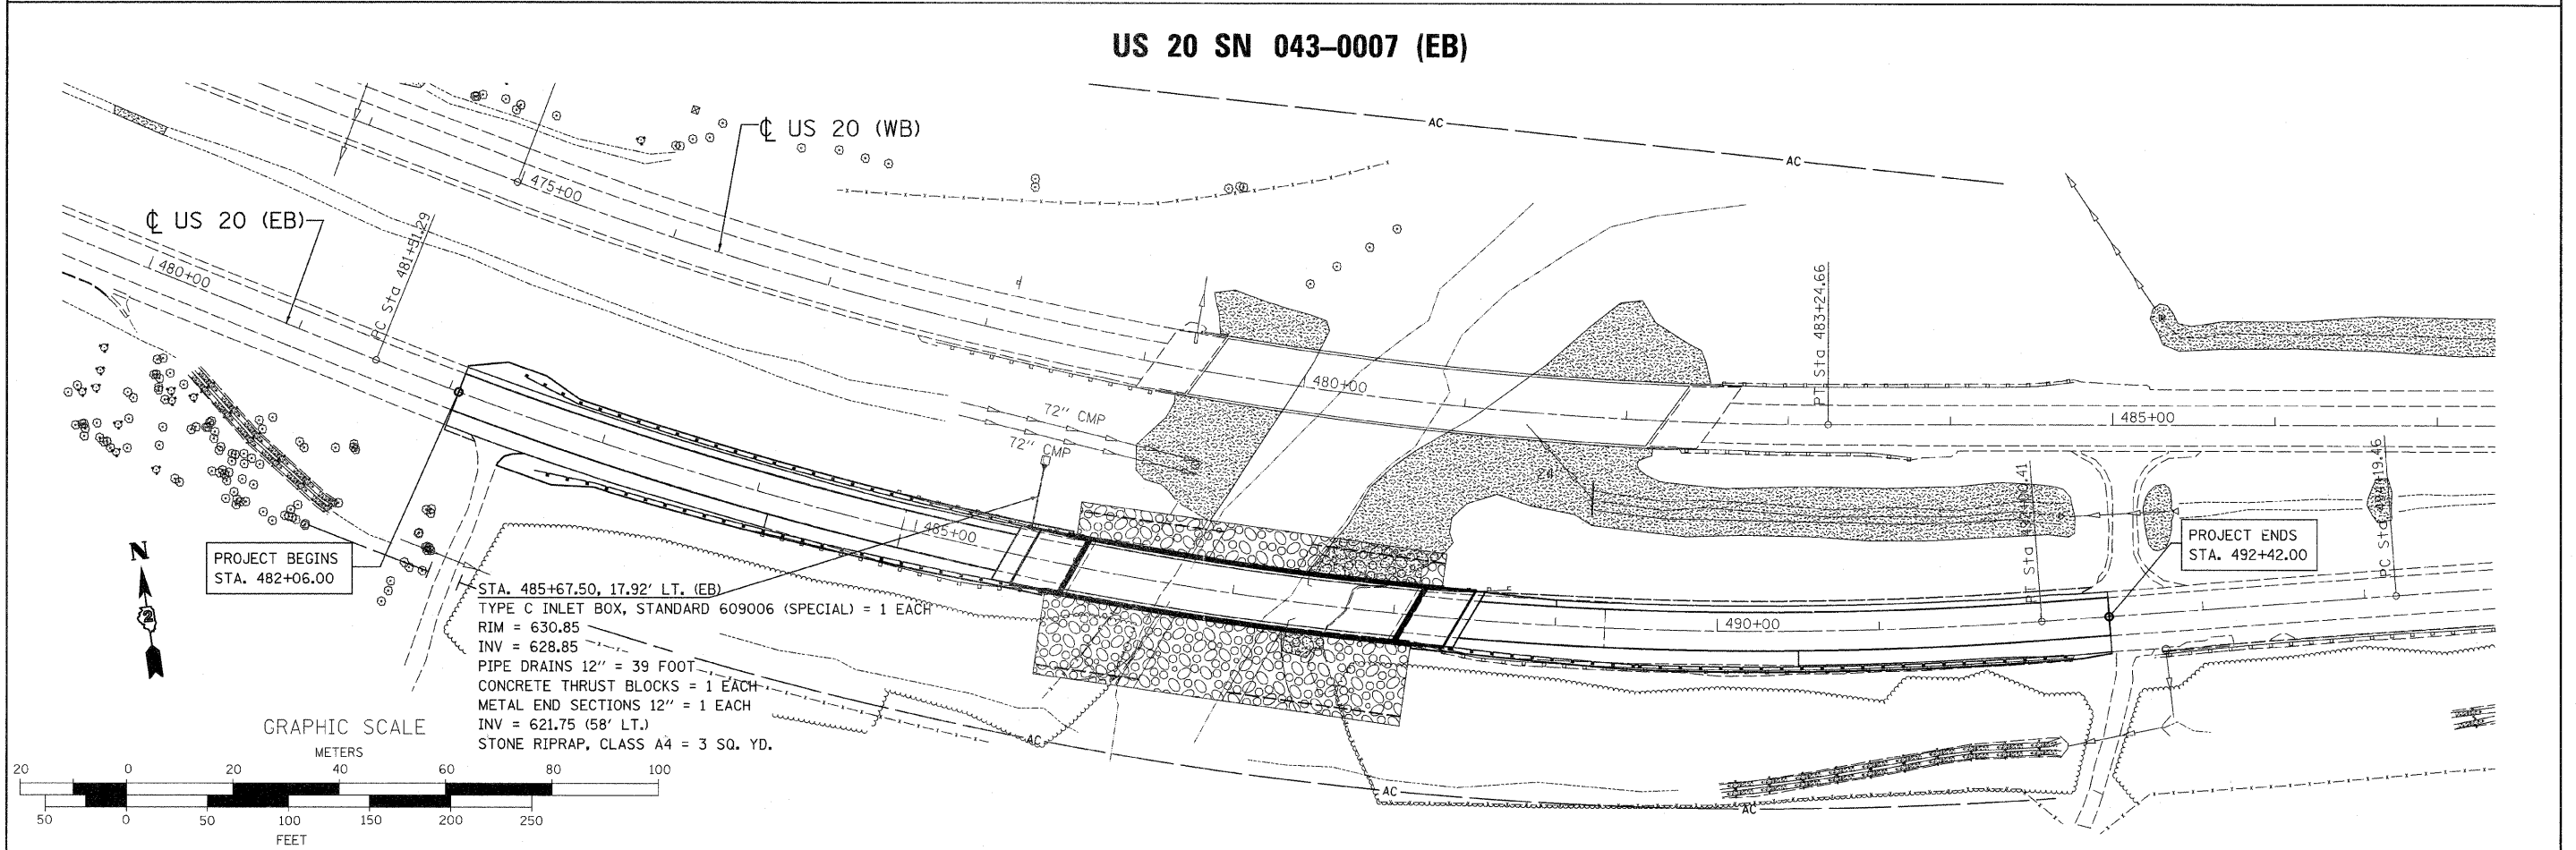 US 20 SN 043-0007 (EB)
AC
AC
℄ US 20 (WB)
475+00
℄ US 20 (EB)
480+00
PC Sta 481+51.29
72" CMP
72" CMP
480+00
PT Sta 483+24.66
485+00
24"
485+00
490+00
PROJECT BEGINS
STA. 482+06.00
PROJECT ENDS
STA. 492+42.00
N
STA. 485+67.50, 17.92' LT. (EB)
TYPE C INLET BOX, STANDARD 609006 (SPECIAL) = 1 EACH
RIM = 630.85
INV = 628.85
PIPE DRAINS 12" = 39 FOOT
CONCRETE THRUST BLOCKS = 1 EACH
METAL END SECTIONS 12" = 1 EACH
INV = 621.75 (58' LT.)
STONE RIPRAP, CLASS A4 = 3 SQ. YD.
AC
AC
AC
GRAPHIC SCALE
METERS
20 0 20 40 60 80 100
50 0 50 100 150 200 250
FEET